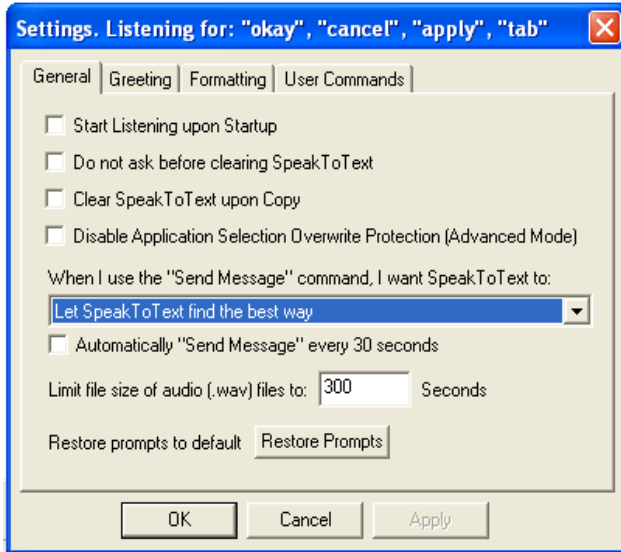 Settings. Listening for: "okay", "cancel", "apply", "tab"
General Greeting Formatting User Commands
Start Listening upon Startup
Do not ask before clearing SpeakToText
Clear SpeakToText upon Copy
Disable Application Selection Overwrite Protection (Advanced Mode)
When I use the "Send Message" command, I want SpeakToText to:
Let SpeakToText find the best way
Automatically "Send Message" every 30 seconds
Limit file size of audio (.wav) files to: 300 Seconds
Restore prompts to default Restore Prompts
OK Cancel Apply